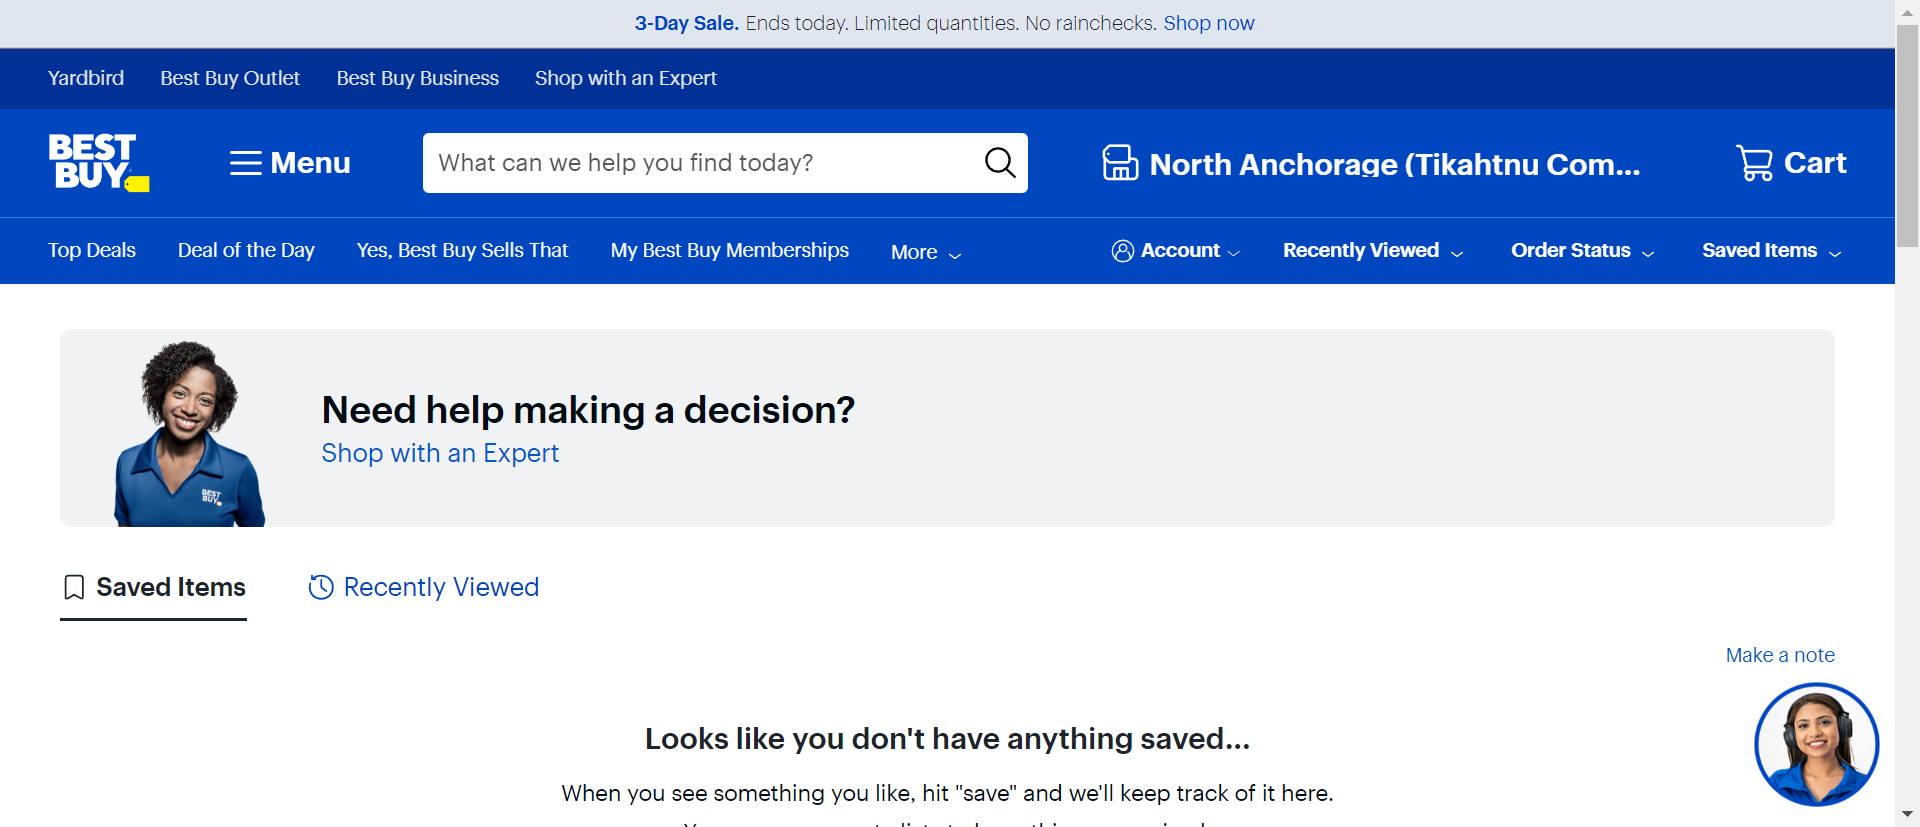 3-Day Sale. Ends today. Limited quantities. No rainchecks. Shop now
Yardbird Best Buy Outlet Best Buy Business Shop with an Expert
BEST BUY
Menu
What can we help you find today?
North Anchorage (Tikahtnu Com...
Cart
Top Deals Deal of the Day Yes, Best Buy Sells That My Best Buy Memberships More Account Recently Viewed Order Status Saved Items
Need help making a decision?
Shop with an Expert
BEST BUY
Saved Items Recently Viewed
Make a note
Looks like you don't have anything saved...
When you see something you like, hit "save" and we'll keep track of it here.